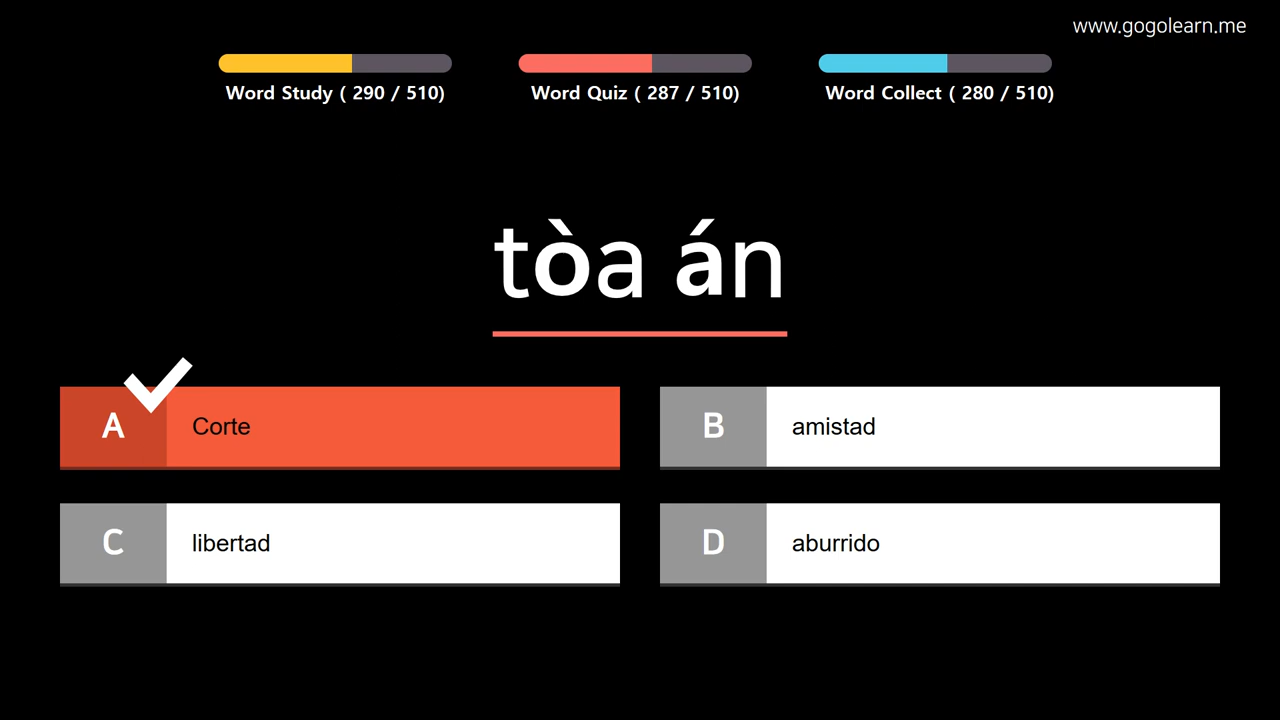 www.gogolearn.me
Word Study ( 290 / 510)
Word Quiz ( 287 / 510)
Word Collect ( 280 / 510)
tòa án
A Corte
B amistad
C libertad
D aburrido